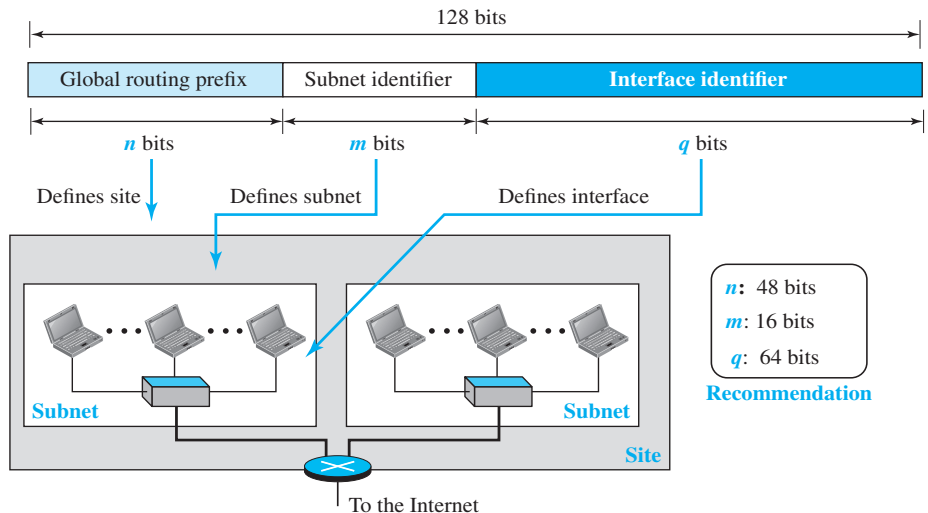 128 bits
Global routing prefix
Subnet identifier
Interface identifier
n bits
m bits
q bits
Defines site
Defines subnet
Defines interface
n: 48 bits
m: 16 bits
q: 64 bits
Recommendation
Subnet
Subnet
Site
To the Internet